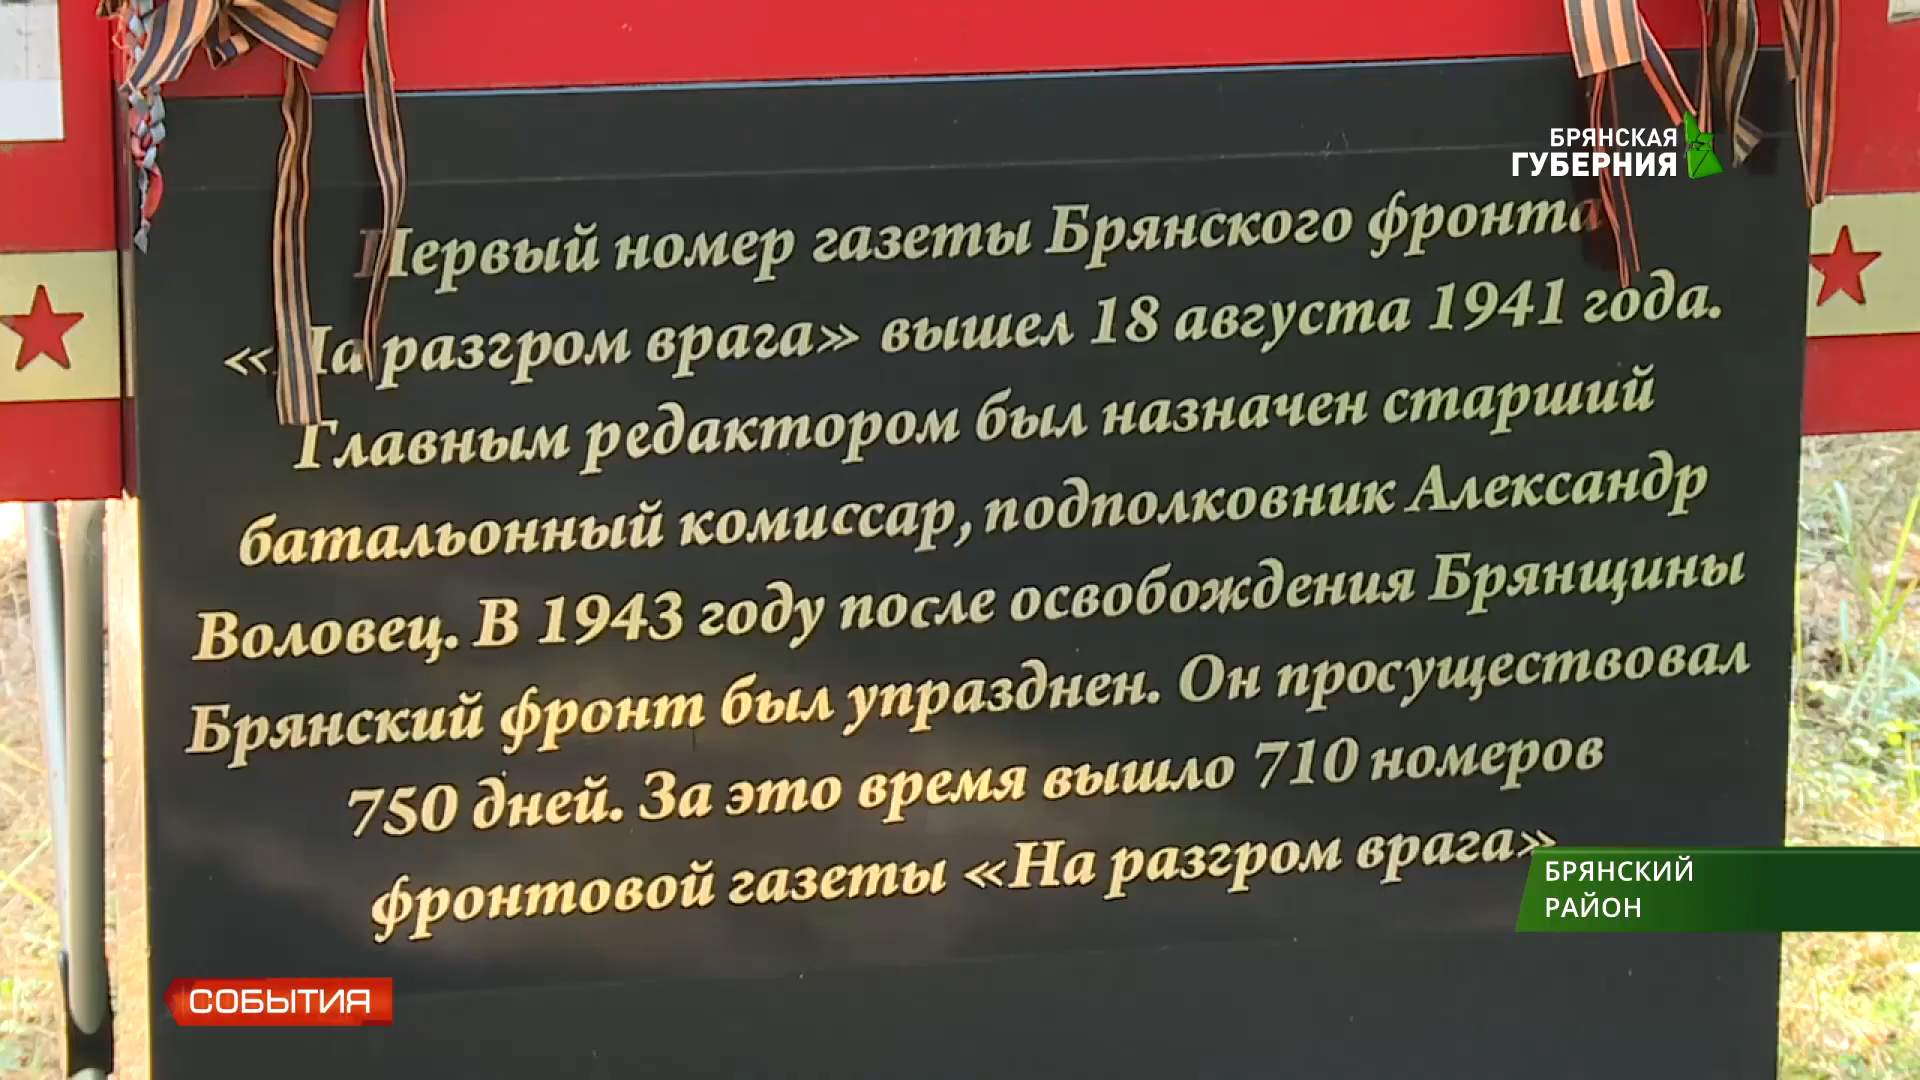 БРЯНСКАЯ
ГУБЕРНИЯ
Первый номер газеты Брянского фронта
«На разгром врага» вышел 18 августа 1941 года.
Главным редактором был назначен старший
батальонный комиссар, подполковник Александр
Воловец. В 1943 году после освобождения Брянщины
Брянский фронт был упразднен. Он просуществовал
750 дней. За это время вышло 710 номеров
фронтовой газеты «На разгром врага»
БРЯНСКИЙ
РАЙОН
СОБЫТИЯ